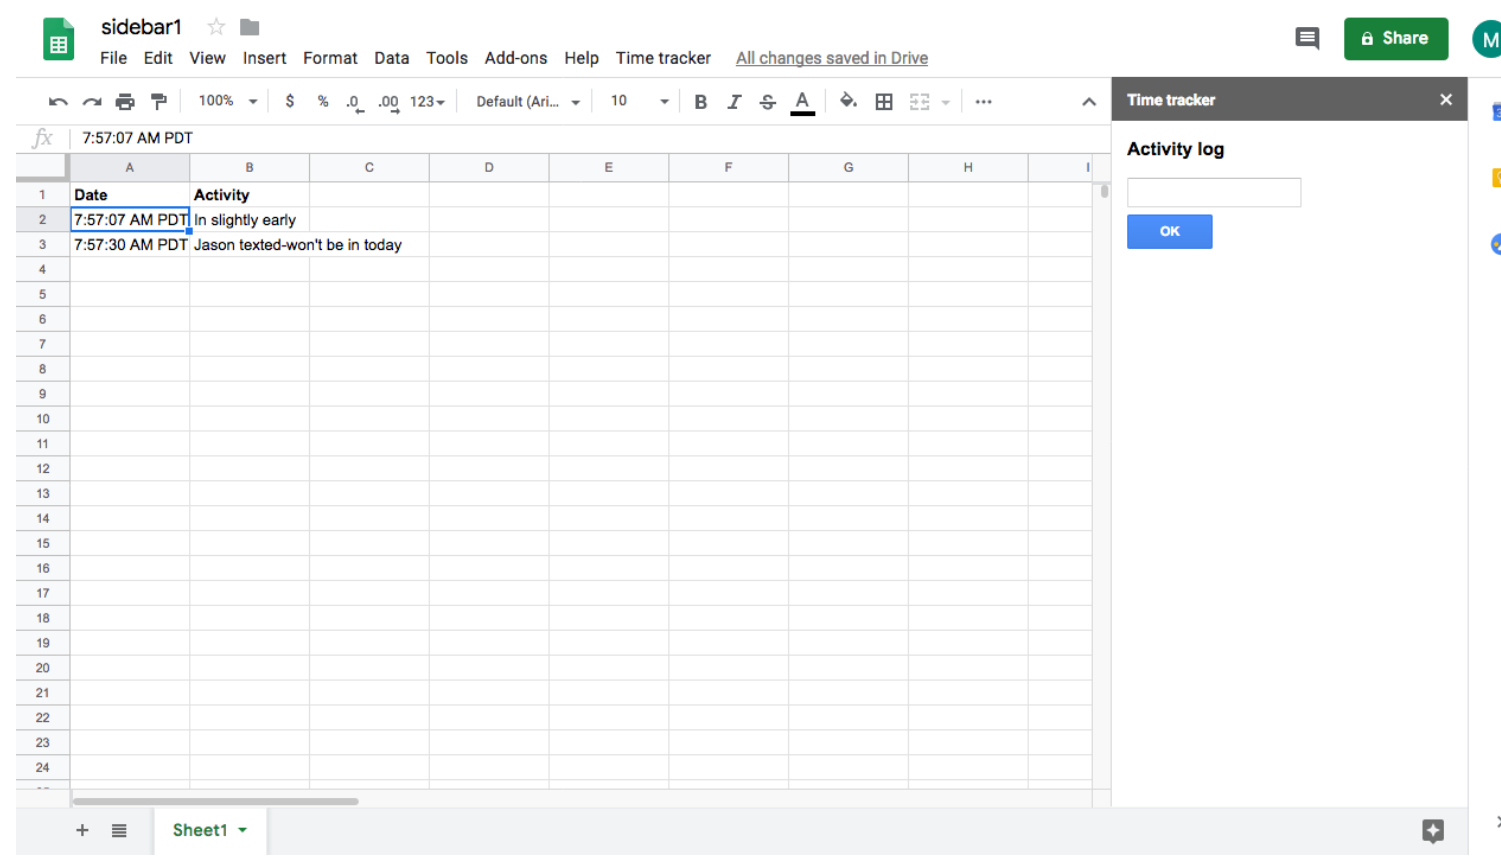 sidebar1
File Edit View Insert Format Data Tools Add-ons Help Time tracker All changes saved in Drive
Share
M
100% $ % .0 .00 123 Default (Ari... 10 B I S A
Time tracker
fx 7:57:07 AM PDT
Activity log
OK
A B C D E F G H I
1 Date Activity
2 7:57:07 AM PDT In slightly early
3 7:57:30 AM PDT Jason texted-won't be in today
4
5
6
7
8
9
10
11
12
13
14
15
16
17
18
19
20
21
22
23
24
Sheet1